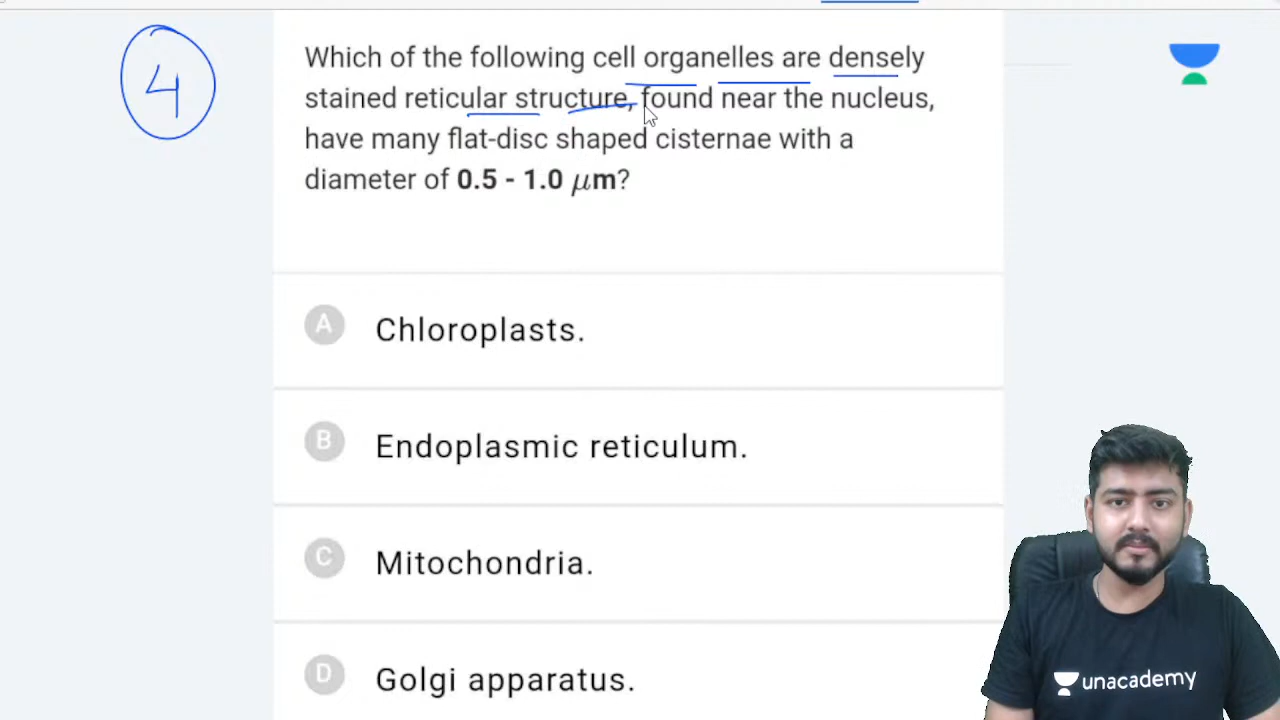 4
Which of the following cell organelles are densely
stained reticular structure, found near the nucleus,
have many flat-disc shaped cisternae with a
diameter of 0.5 - 1.0 μm?
A Chloroplasts.
B Endoplasmic reticulum.
C Mitochondria.
D Golgi apparatus.
unacademy